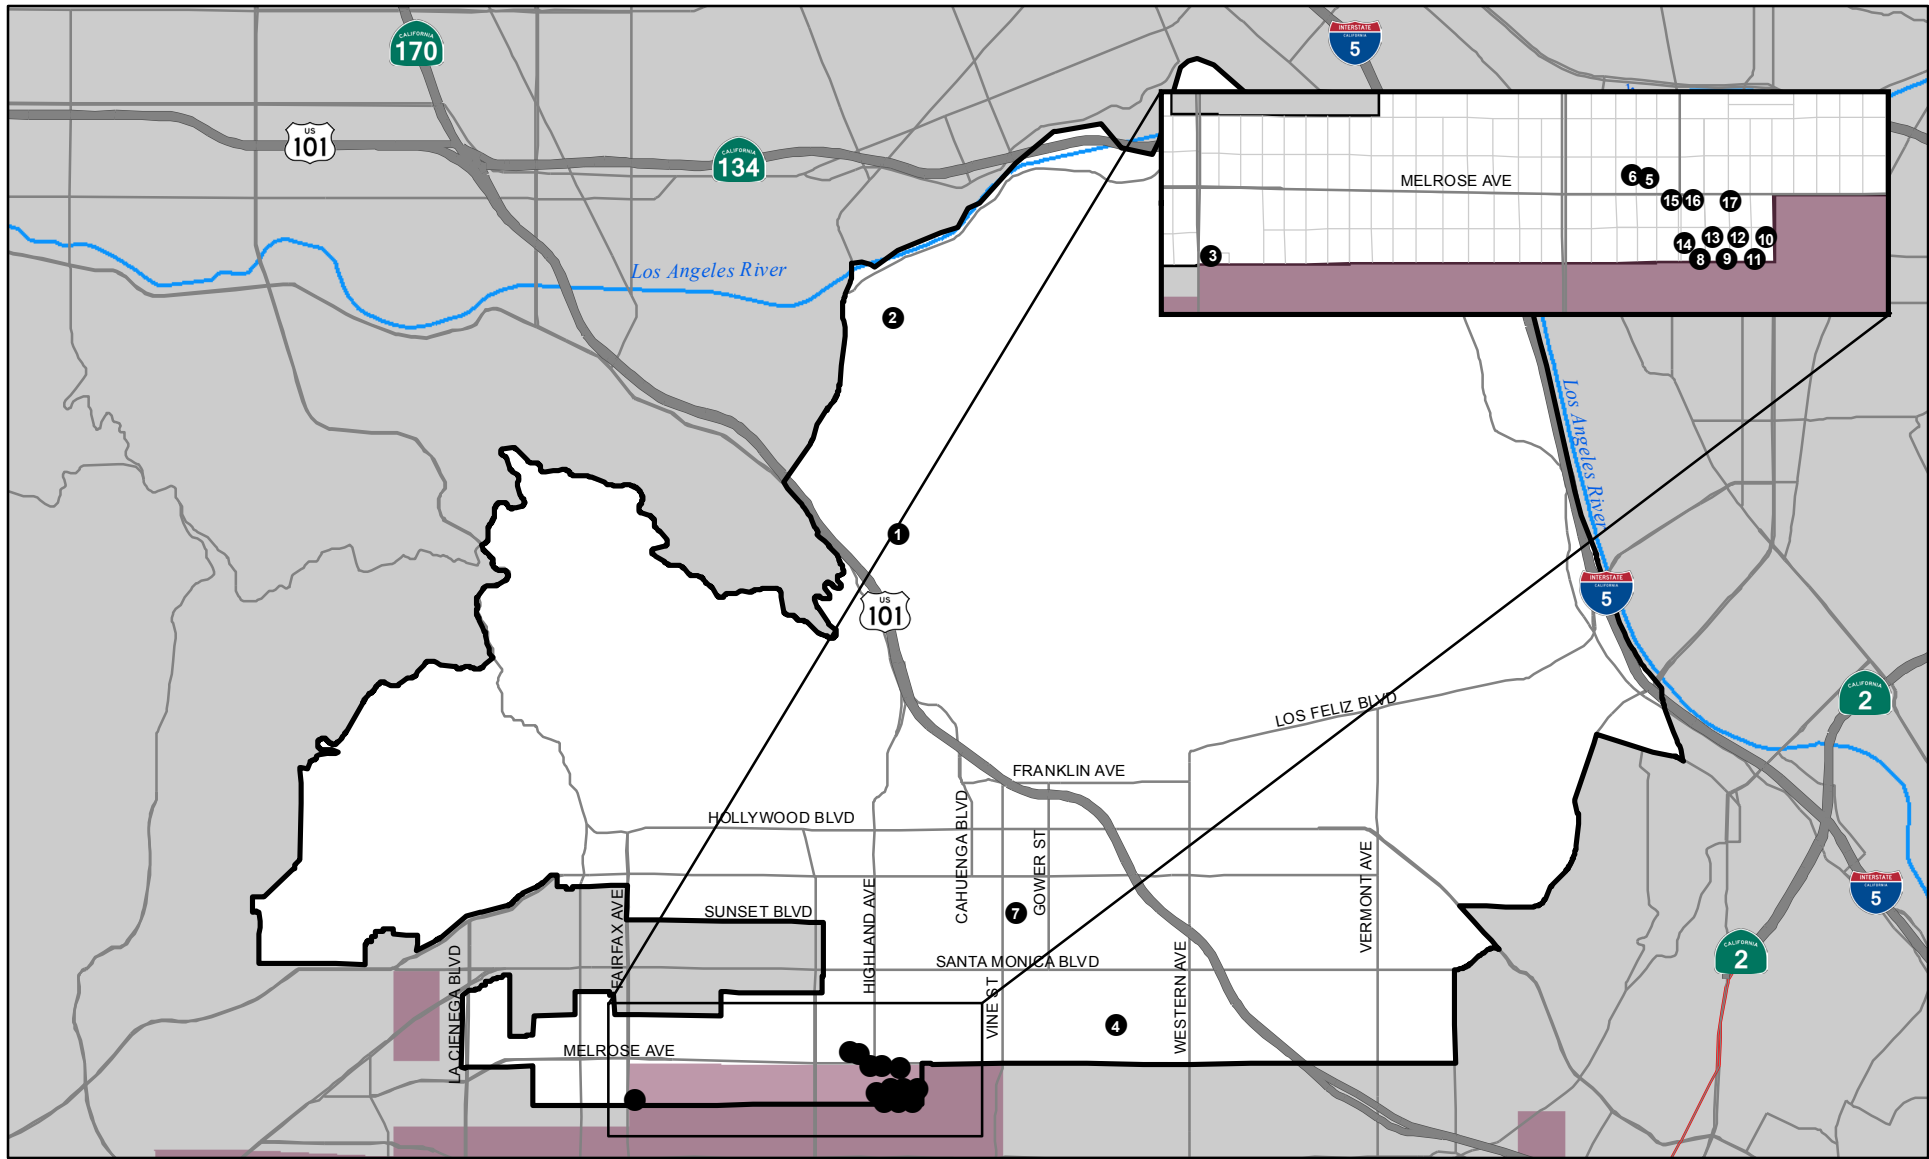 CALIFORNIA
170
INTERSTATE
CALIFORNIA
5
US
101
CALIFORNIA
134
Los Angeles River
MELROSE AVE
6
5
15
16
17
3
14
13
12
10
8
9
11
2
1
US
101
Los Angeles River
INTERSTATE
CALIFORNIA
5
CALIFORNIA
2
LOS FELIZ BLVD
FRANKLIN AVE
HOLLYWOOD BLVD
CAHUENGA BLVD
GOWER ST
VERMONT AVE
INTERSTATE
CALIFORNIA
5
SUNSET BLVD
FAIRFAX AVE
HIGHLAND AVE
7
LA CIENEGA BLVD
SANTA MONICA BLVD
WESTERN AVE
CALIFORNIA
2
VINE ST
4
MELROSE AVE